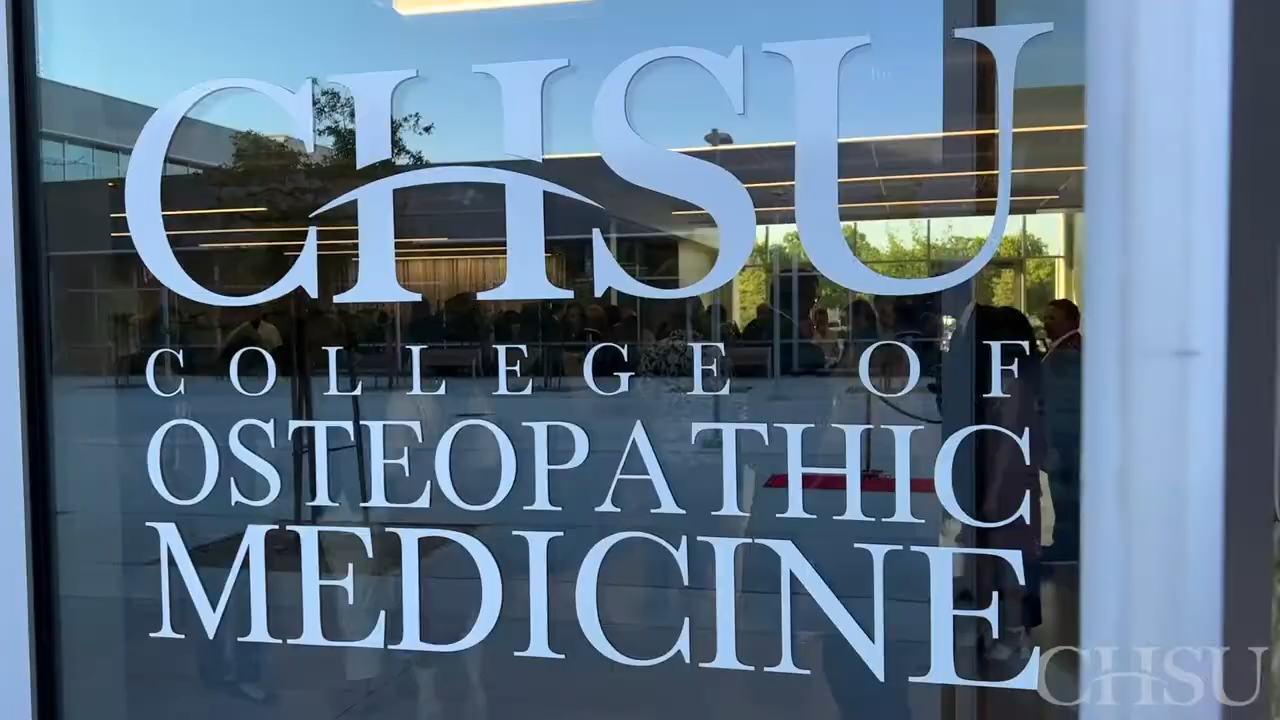 CHSU
COLLEGE OF
OSTEOPATHIC
MEDICINE
CHSU